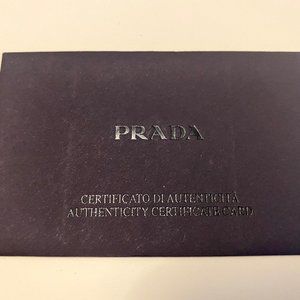 PRADA
CERTIFICATO DI AUTENTICITÀ
AUTHENTICITY CERTIFICATE CARD